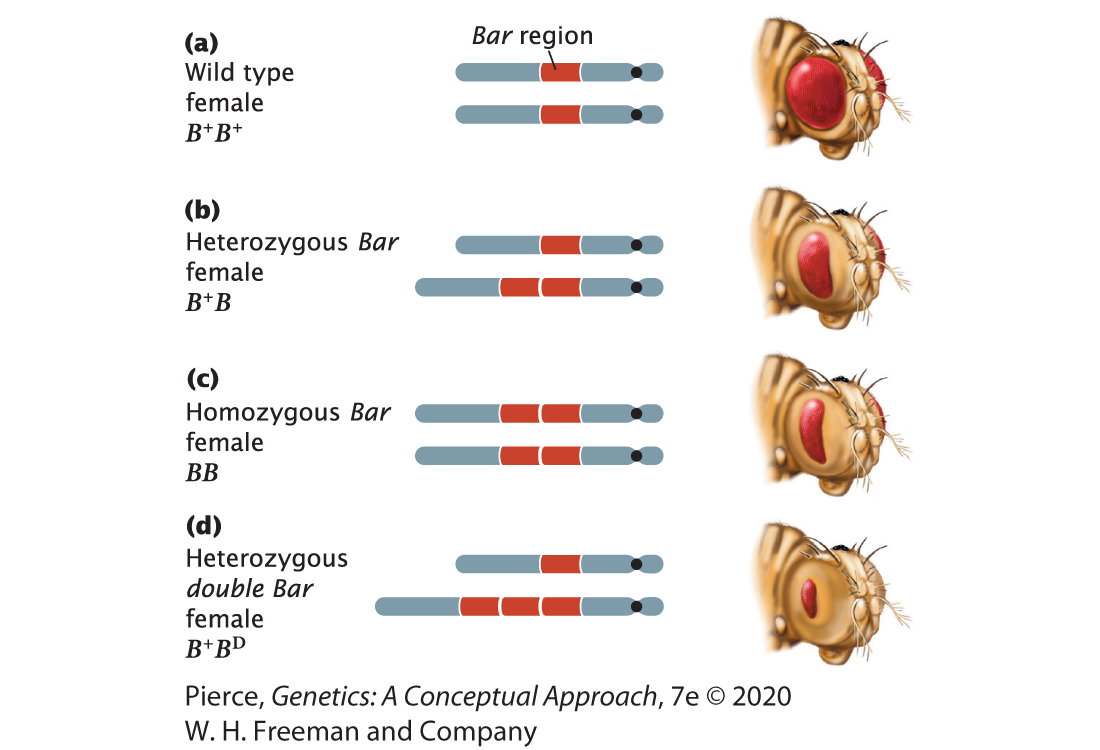 (a)
Bar region
Wild type
female
B⁺B⁺
(b)
Heterozygous Bar
female
B⁺B
(c)
Homozygous Bar
female
BB
(d)
Heterozygous
double Bar
female
B⁺Bᴰ
Pierce, Genetics: A Conceptual Approach, 7e © 2020
W. H. Freeman and Company